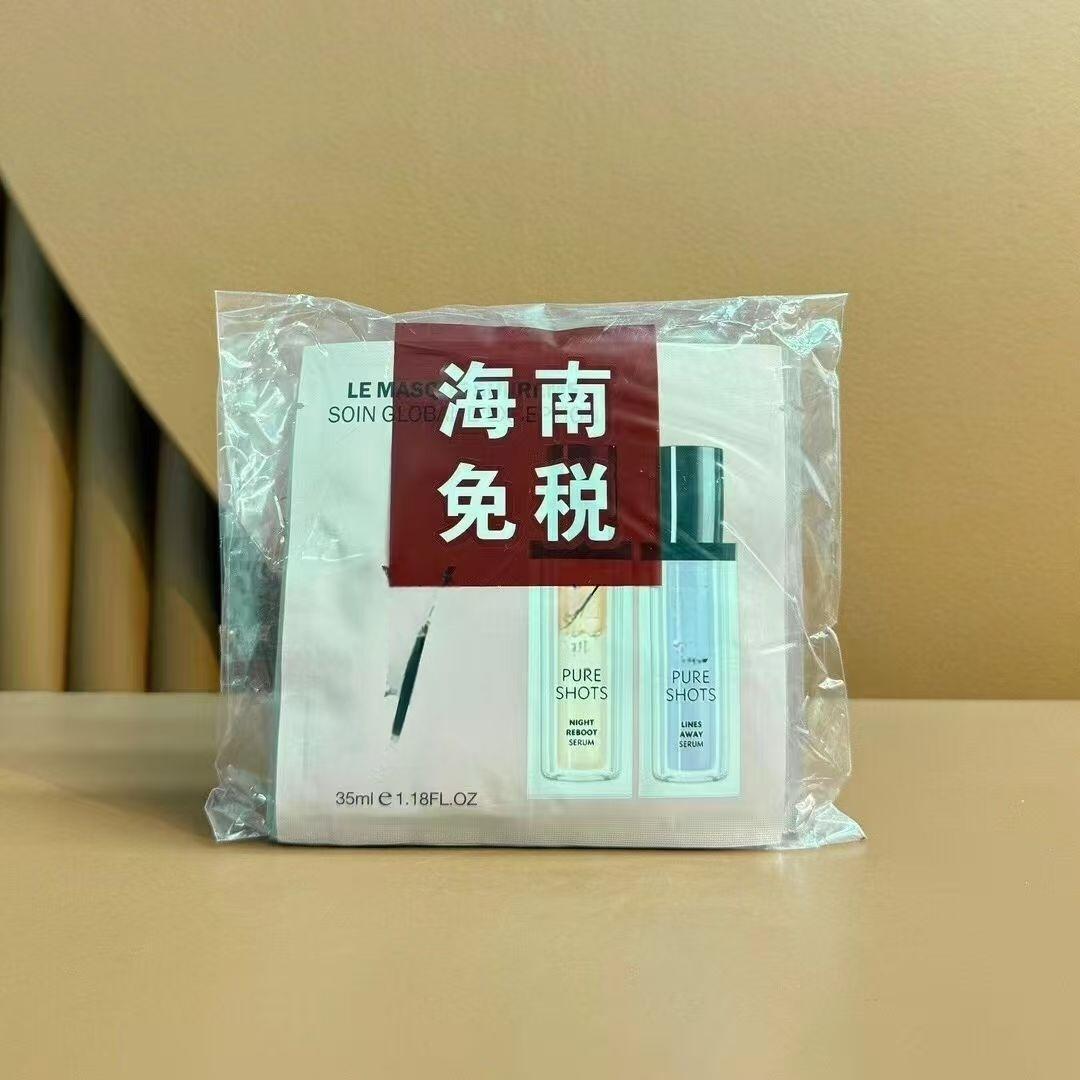 LE MASQ
SOIN GLOBAL
海南
免税
PURE
SHOTS
NIGHT
REBOOT
SERUM
PURE
SHOTS
LINES
AWAY
SERUM
35ml e 1.18FL.OZ